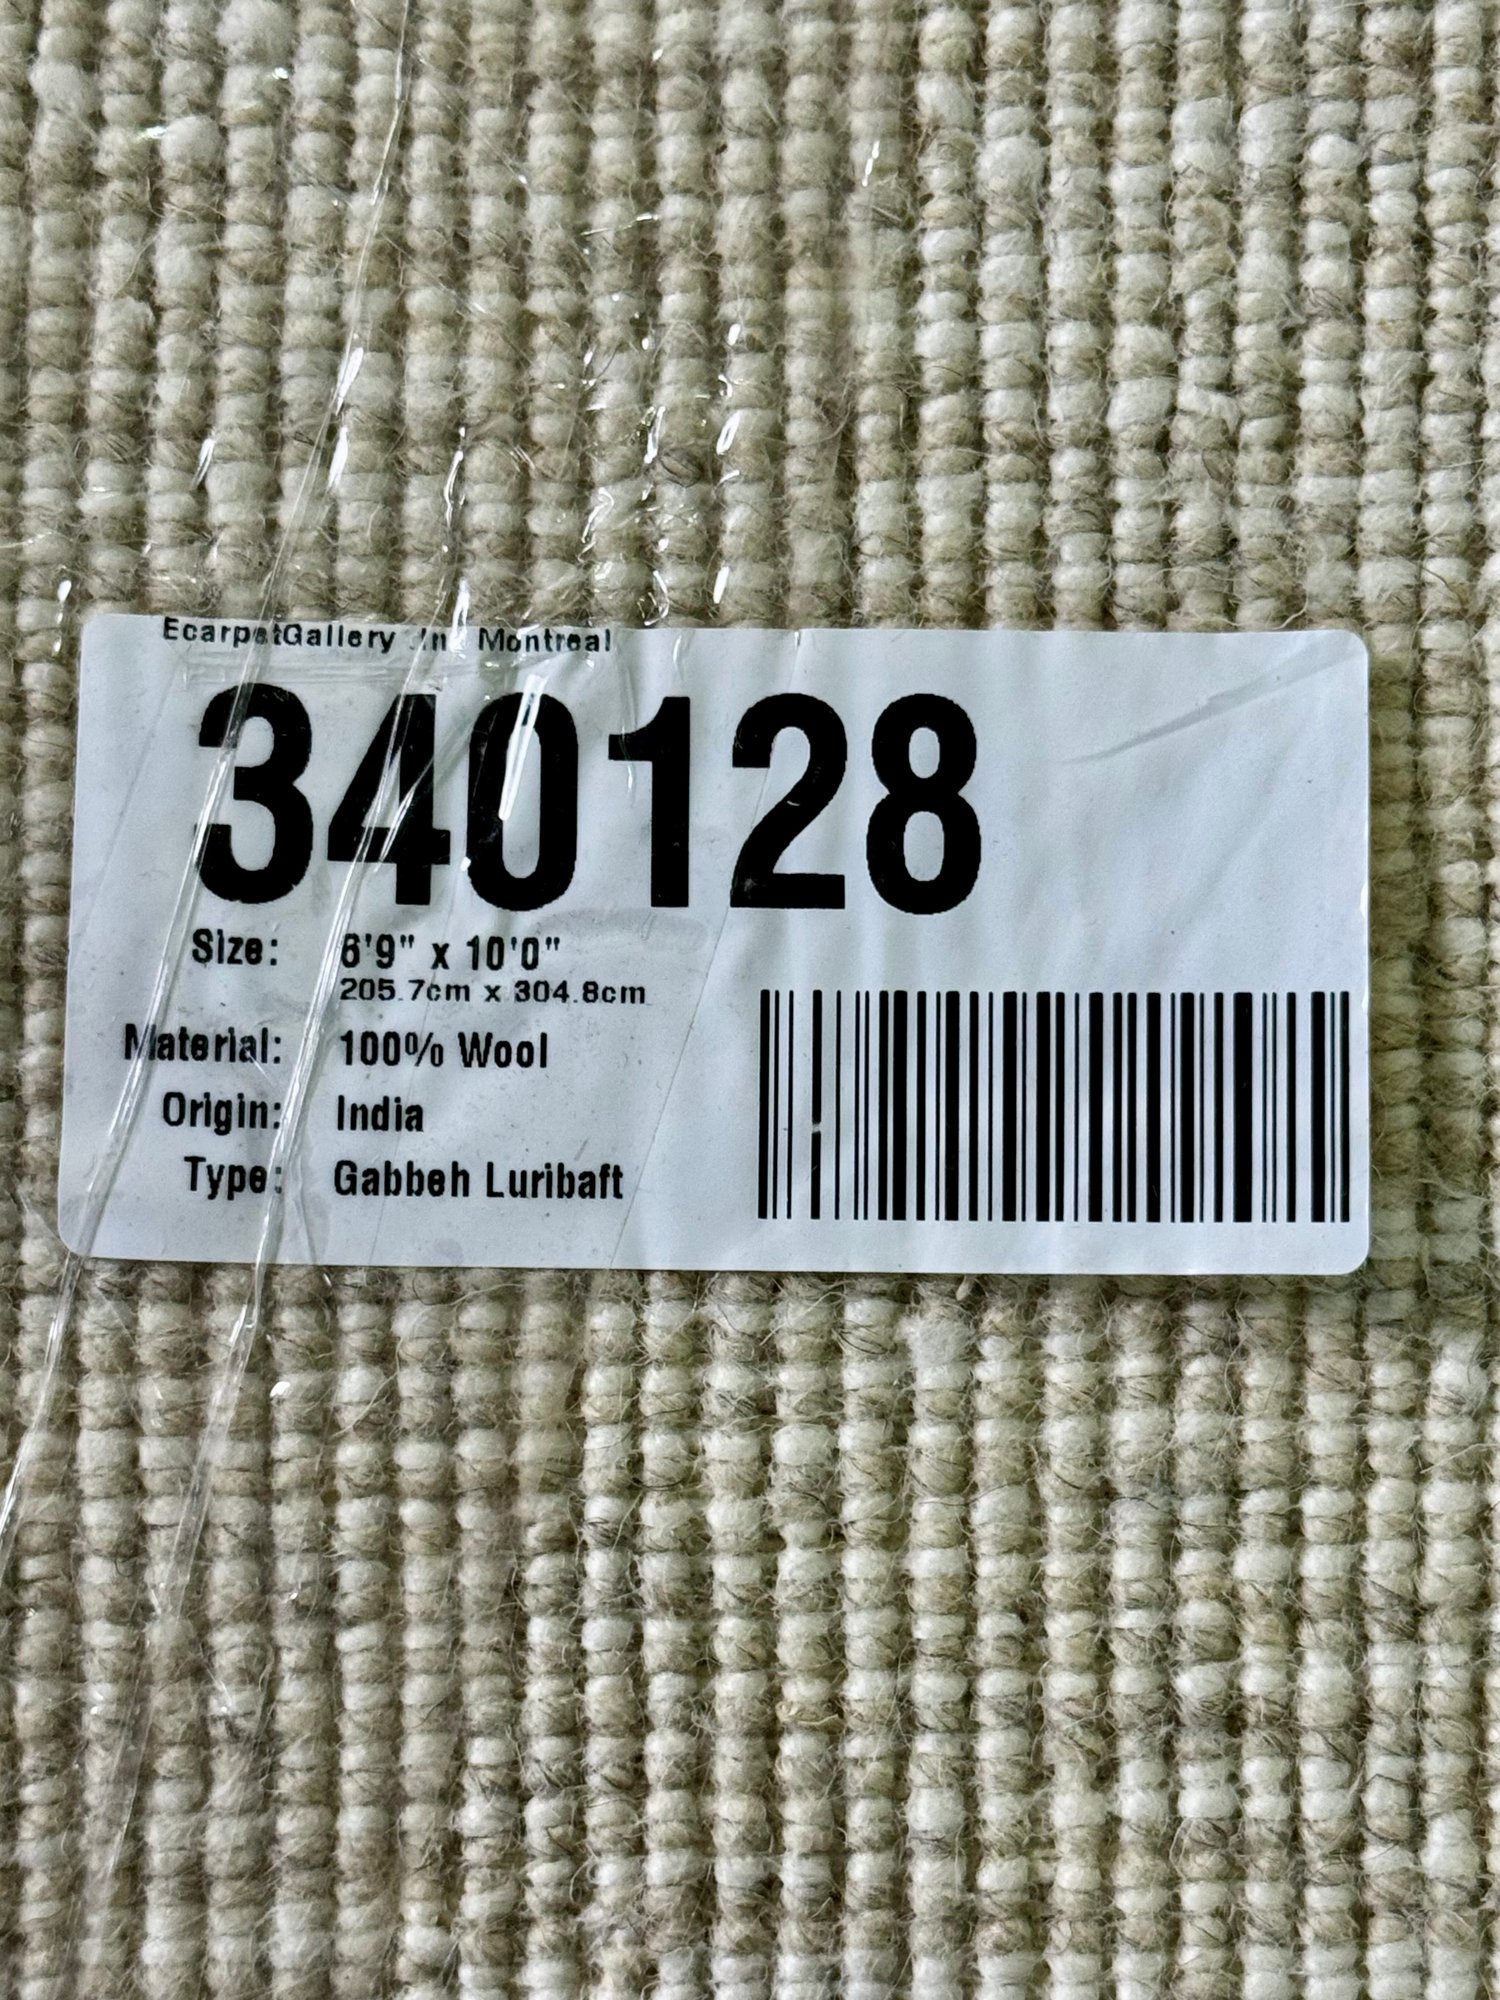 EcarpetGallery Inc Montreal
340128
Size: 6'9" x 10'0"
205.7cm x 304.8cm
Material: 100% Wool
Origin: India
Type: Gabbeh Luribaft